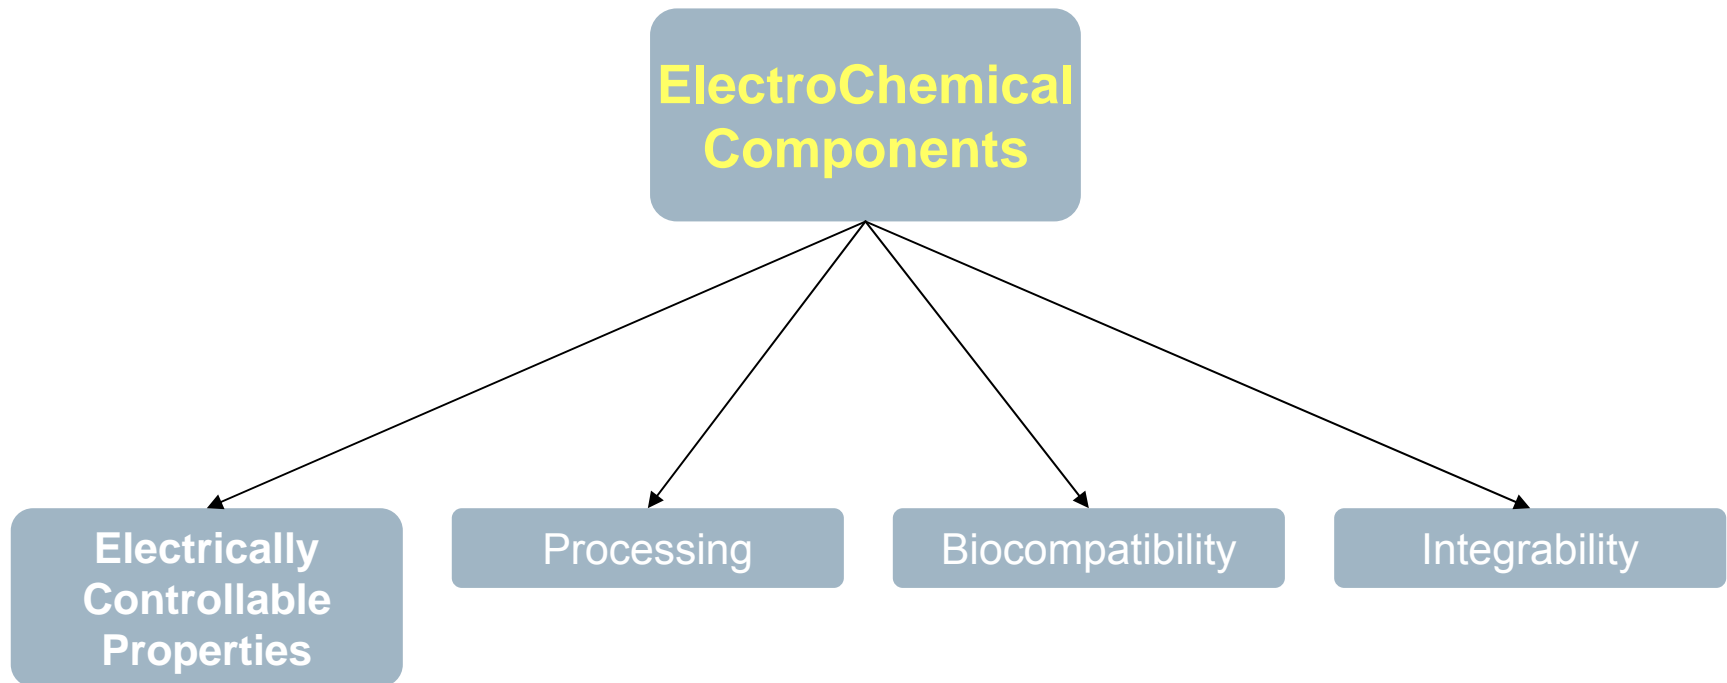 ElectroChemical
Components
Electrically
Controllable
Properties
Processing
Biocompatibility
Integrability